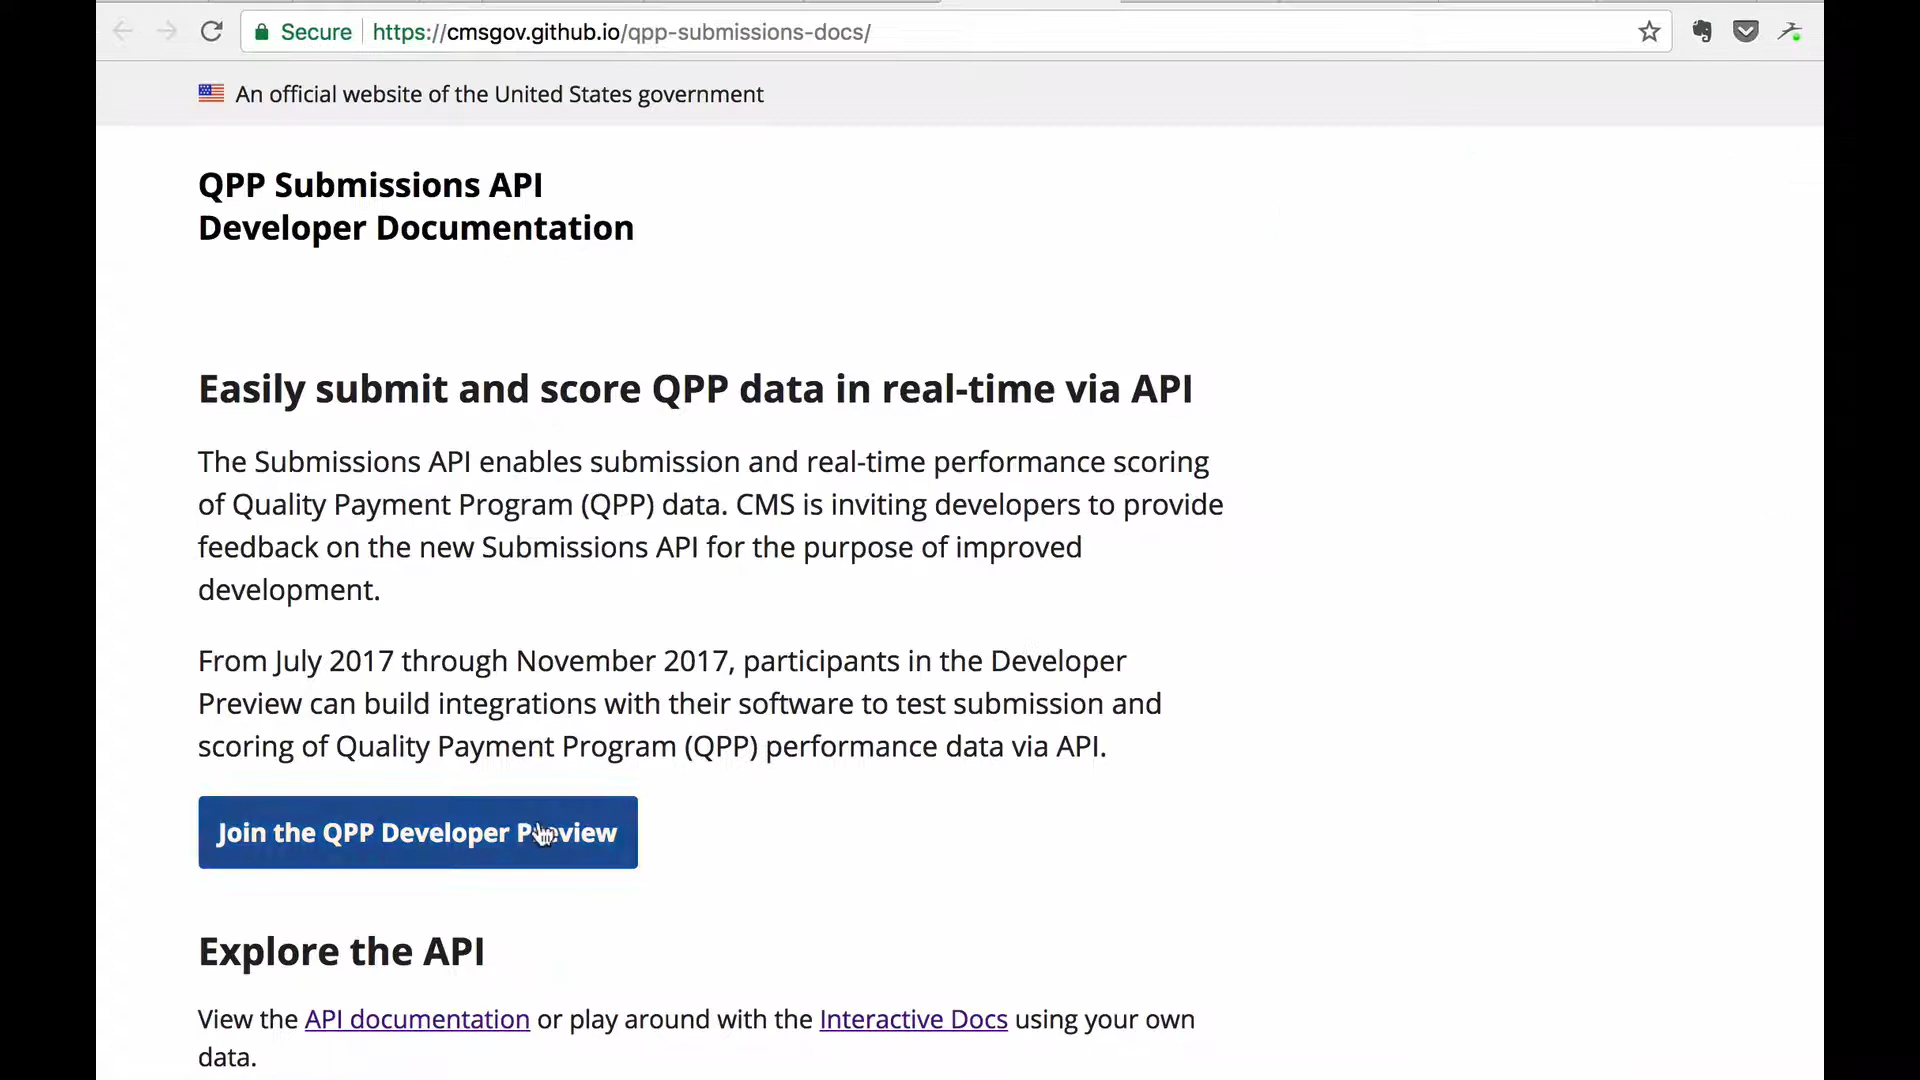 Secure https://cmsgov.github.io/qpp-submissions-docs/
An official website of the United States government
QPP Submissions API
Developer Documentation
Easily submit and score QPP data in real-time via API
The Submissions API enables submission and real-time performance scoring
of Quality Payment Program (QPP) data. CMS is inviting developers to provide
feedback on the new Submissions API for the purpose of improved
development.
From July 2017 through November 2017, participants in the Developer
Preview can build integrations with their software to test submission and
scoring of Quality Payment Program (QPP) performance data via API.
Join the QPP Developer Preview
Explore the API
View the API documentation or play around with the Interactive Docs using your own
data.